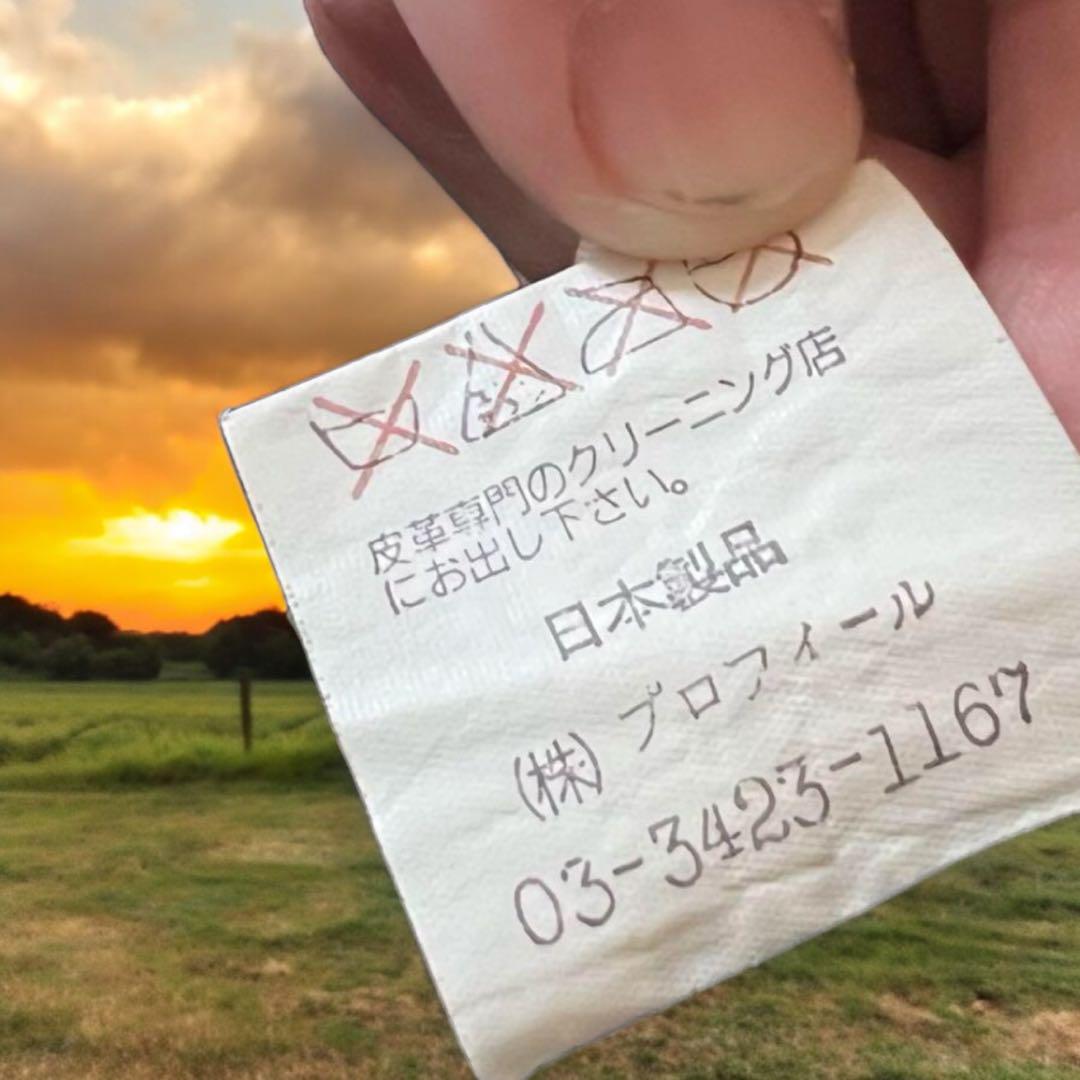 皮革専門のクリーニング店
にお出し下さい。
日本製品
(株) プロフィール
03-3423-1167